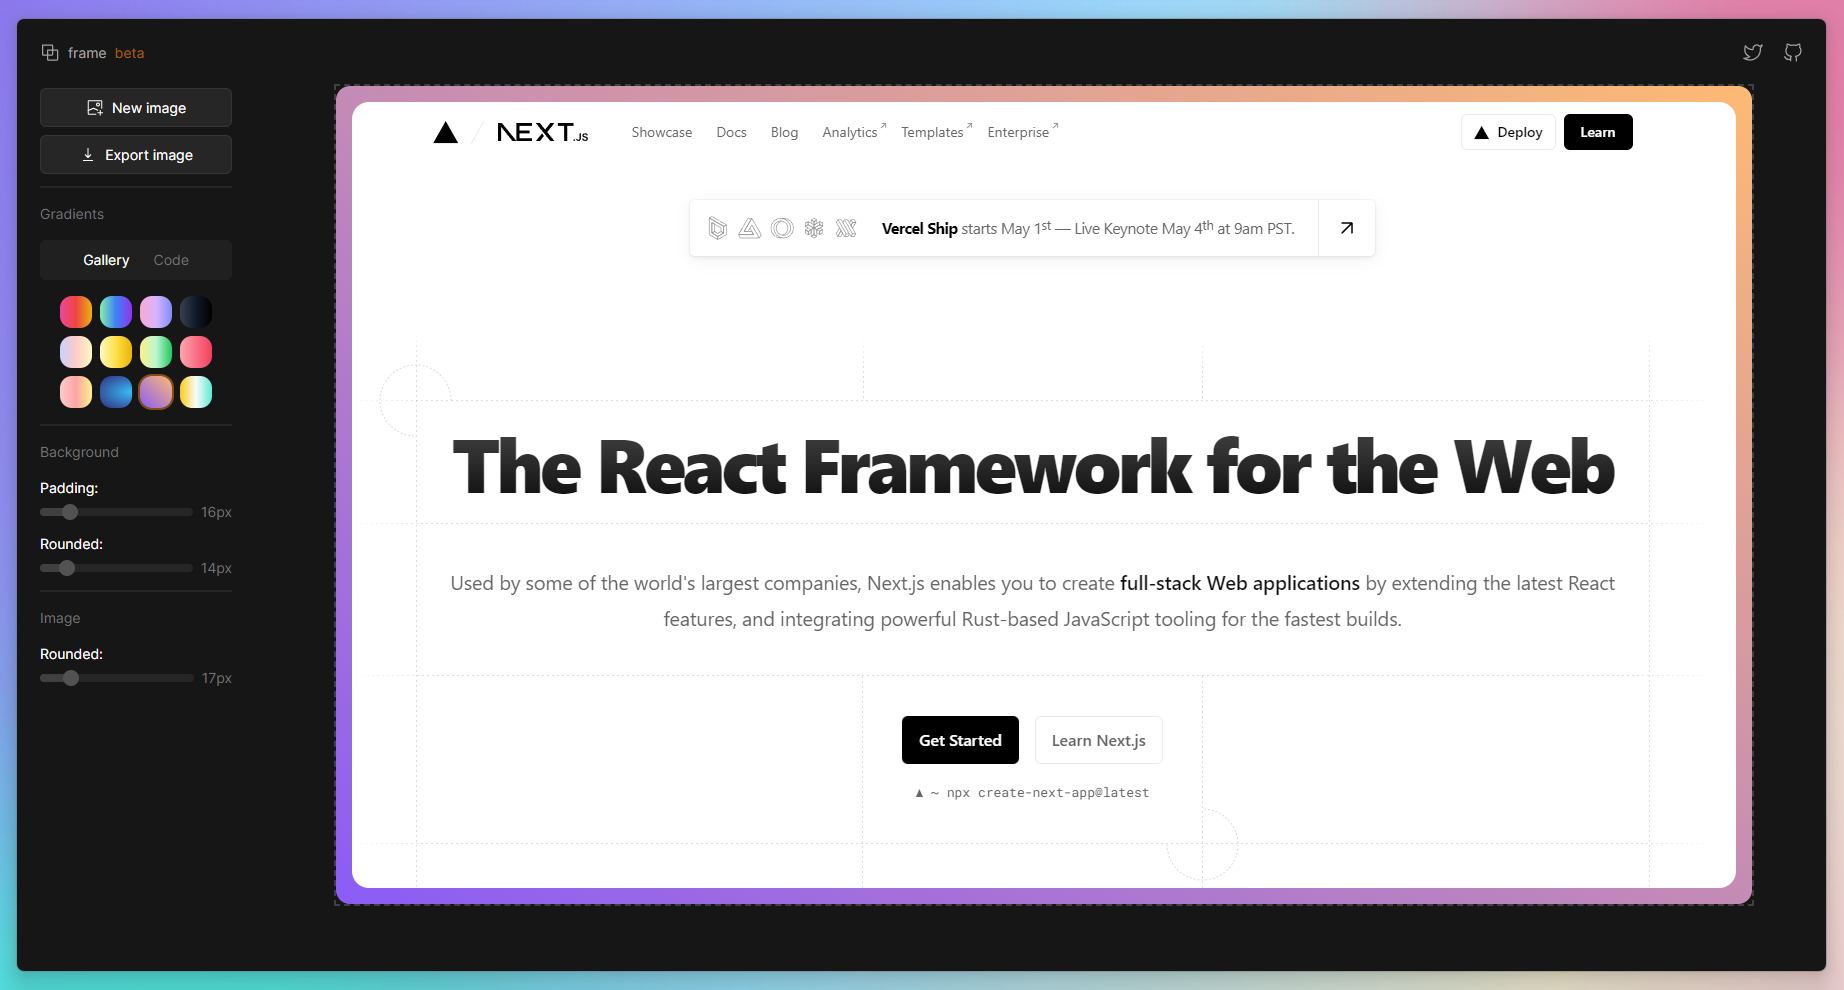 frame beta
New image
Export image
Gradients
Gallery Code
Background
Padding:
16px
Rounded:
14px
Image
Rounded:
17px
NEXT.JS Showcase Docs Blog Analytics↗ Templates↗ Enterprise↗ Deploy Learn
Vercel Ship starts May 1st — Live Keynote May 4th at 9am PST.
The React Framework for the Web
Used by some of the world's largest companies, Next.js enables you to create full-stack Web applications by extending the latest React
features, and integrating powerful Rust-based JavaScript tooling for the fastest builds.
Get Started Learn Next.js
▲ ~ npx create-next-app@latest